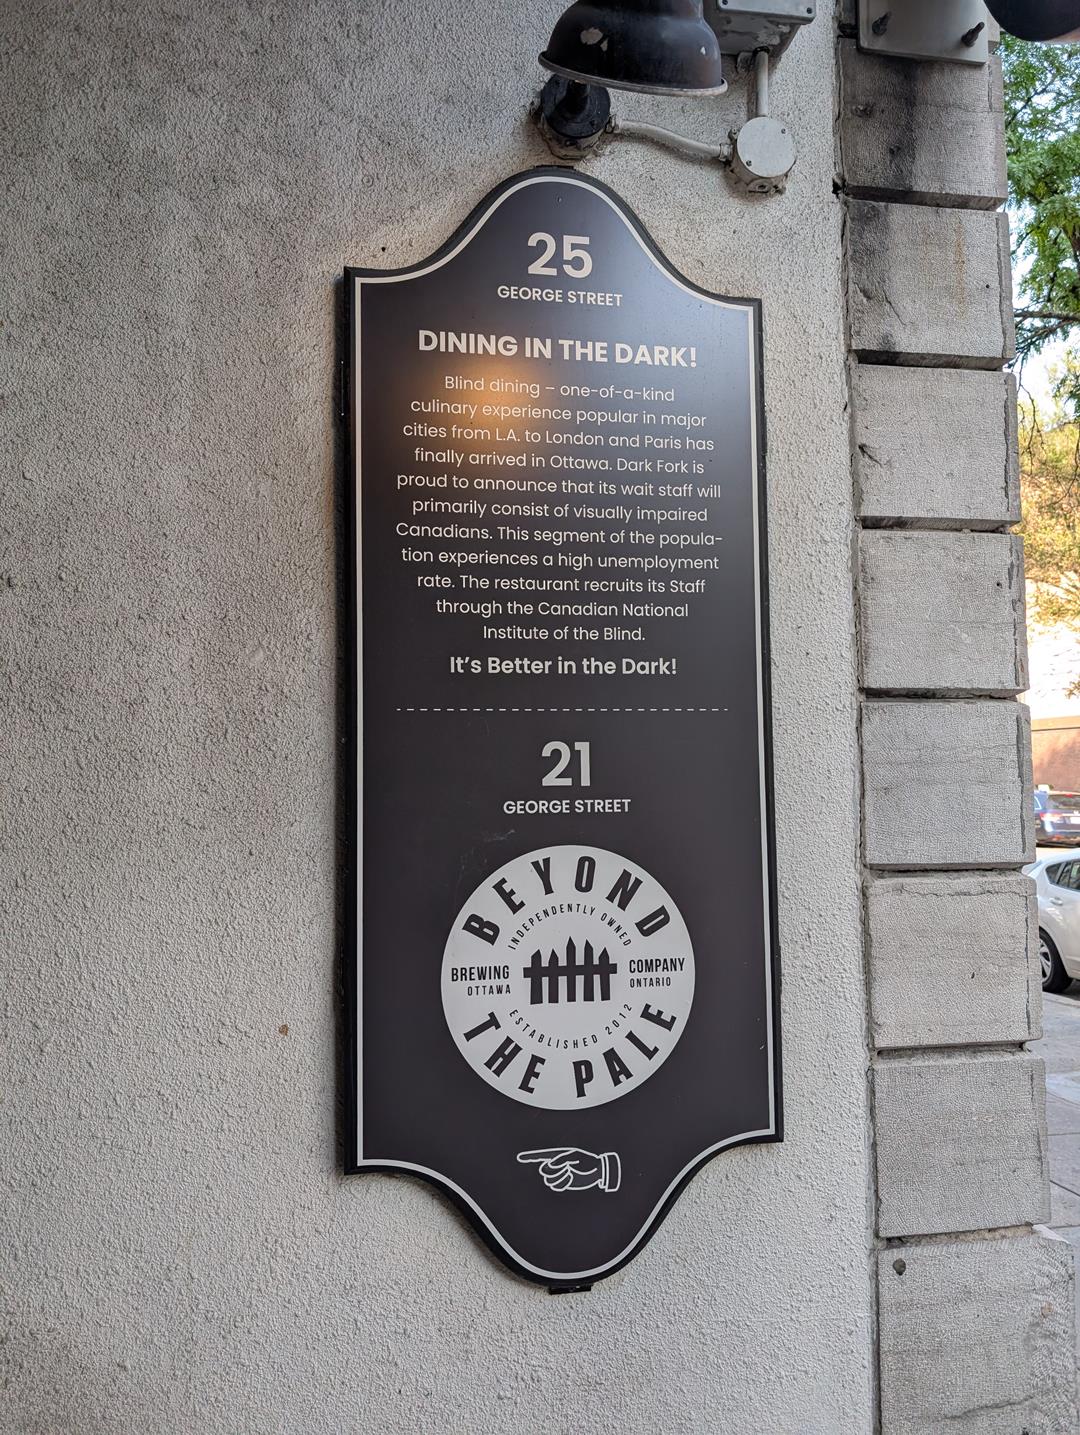 25
GEORGE STREET
DINING IN THE DARK!
Blind dining – one-of-a-kind
culinary experience popular in major
cities from L.A. to London and Paris has
finally arrived in Ottawa. Dark Fork is
proud to announce that its wait staff will
primarily consist of visually impaired
Canadians. This segment of the popula-
tion experiences a high unemployment
rate. The restaurant recruits its Staff
through the Canadian National
Institute of the Blind.
It's Better in the Dark!
21
GEORGE STREET
BEYOND
INDEPENDENTLY OWNED
BREWING COMPANY
OTTAWA ONTARIO
ESTABLISHED 2012
THE PALE